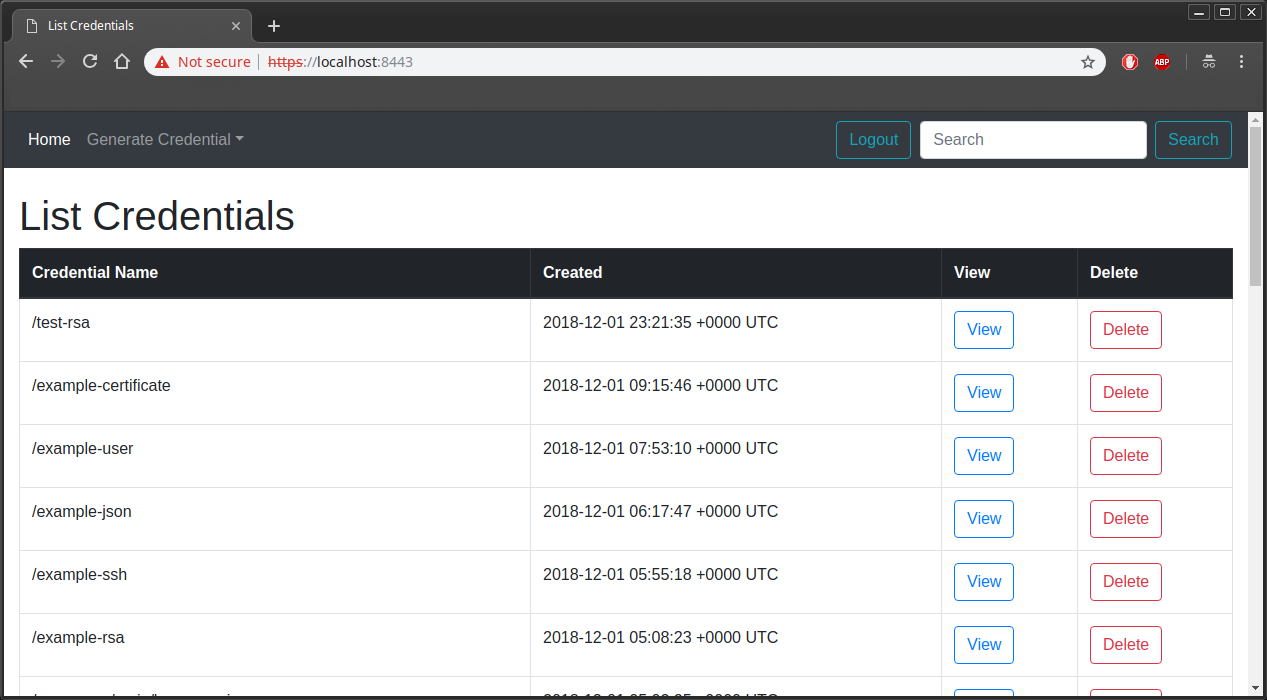 List Credentials
Not secure https://localhost:8443
ABP
Home Generate Credential Logout Search Search
List Credentials
Credential Name Created View Delete
/test-rsa 2018-12-01 23:21:35 +0000 UTC View Delete
/example-certificate 2018-12-01 09:15:46 +0000 UTC View Delete
/example-user 2018-12-01 07:53:10 +0000 UTC View Delete
/example-json 2018-12-01 06:17:47 +0000 UTC View Delete
/example-ssh 2018-12-01 05:55:18 +0000 UTC View Delete
/example-rsa 2018-12-01 05:08:23 +0000 UTC View Delete